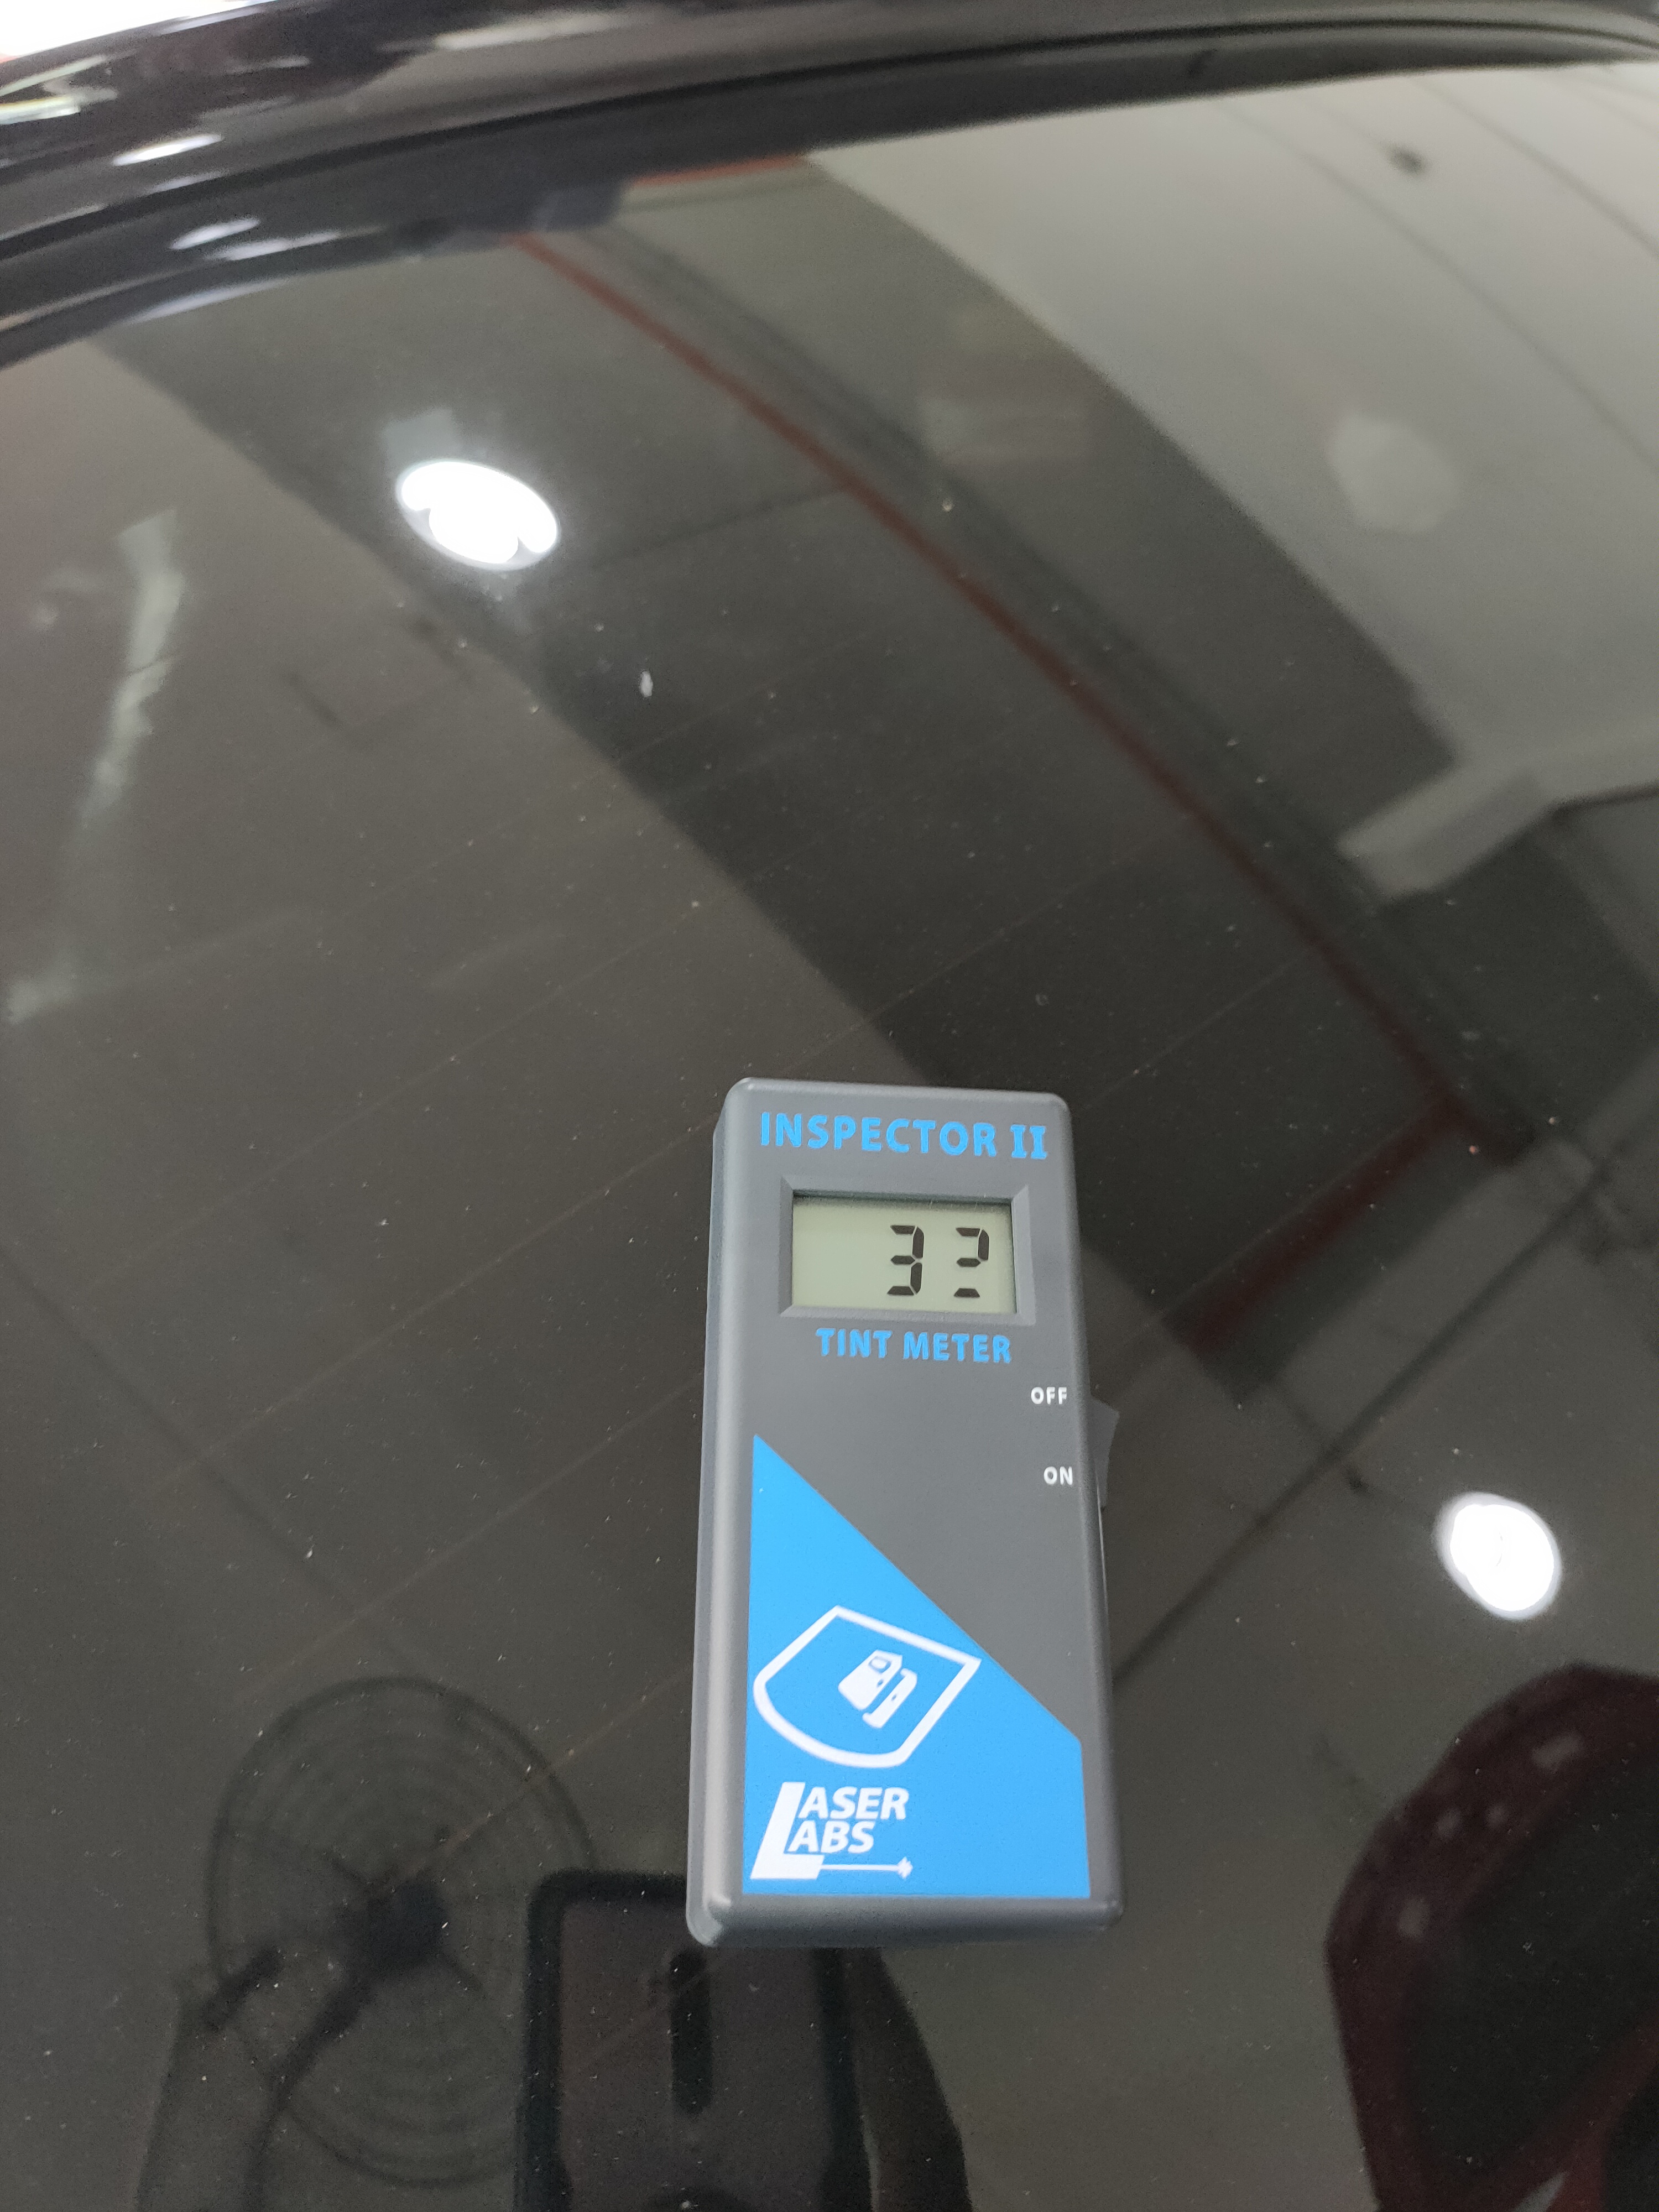 INSPECTOR II
32
TINT METER
OFF
ON
LASER
LABS